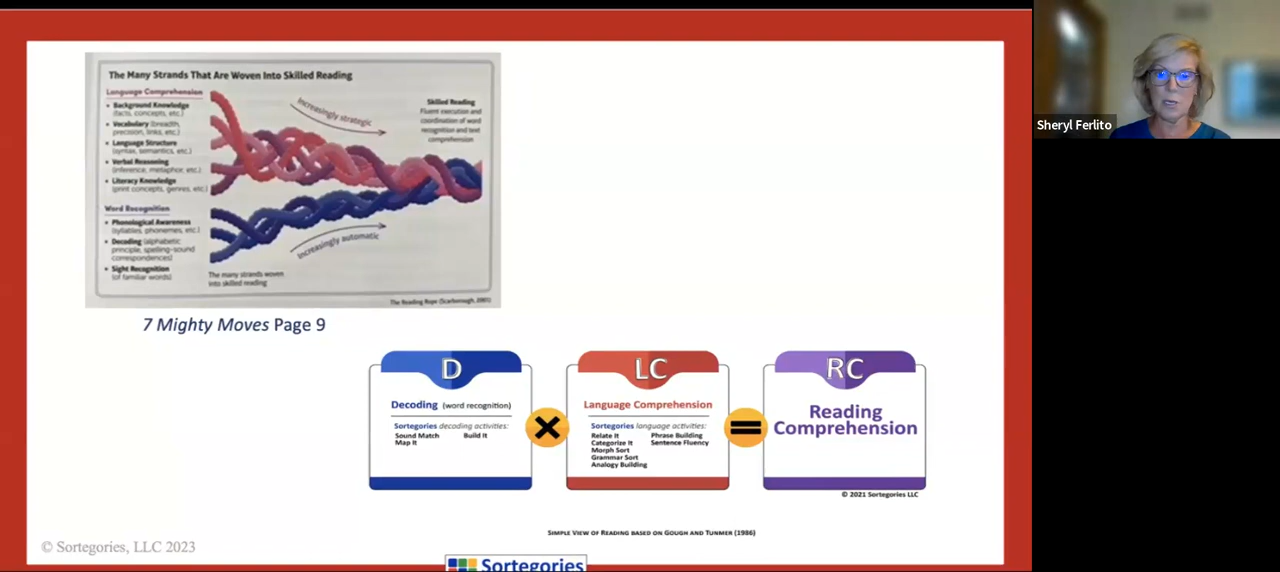 The Many Strands That Are Woven Into Skilled Reading
Language Comprehension
• Background Knowledge
(facts, concepts, etc.)
• Vocabulary (breadth,
precision, links, etc.)
• Language Structure
(syntax, semantics, etc.)
• Verbal Reasoning
(inference, metaphor, etc.)
• Literacy Knowledge
(print concepts, genres, etc.)
Word Recognition
• Phonological Awareness
(syllables, phonemes, etc.)
• Decoding (alphabetic
principle, spelling-sound
correspondences)
• Sight Recognition
(of familiar words)
Increasingly strategic
Skilled Reading
Fluent execution and
coordination of word
recognition and text
comprehension
Increasingly automatic
The many strands woven
into skilled reading
The Reading Rope (Scarborough, 2001)
7 Mighty Moves Page 9
D
Decoding (word recognition)
Sortegories decoding activities:
Sound Match Build It
Map It
×
LC
Language Comprehension
Sortegories language activities:
Relate It Phrase Building
Categorize It Sentence Fluency
Morph Sort
Grammar Sort
Analogy Building
=
RC
Reading
Comprehension
© 2021 Sortegories LLC
SIMPLE VIEW OF READING BASED ON GOUGH AND TUNMER (1986)
© Sortegories, LLC 2023
Sortegories
Sheryl Ferlito